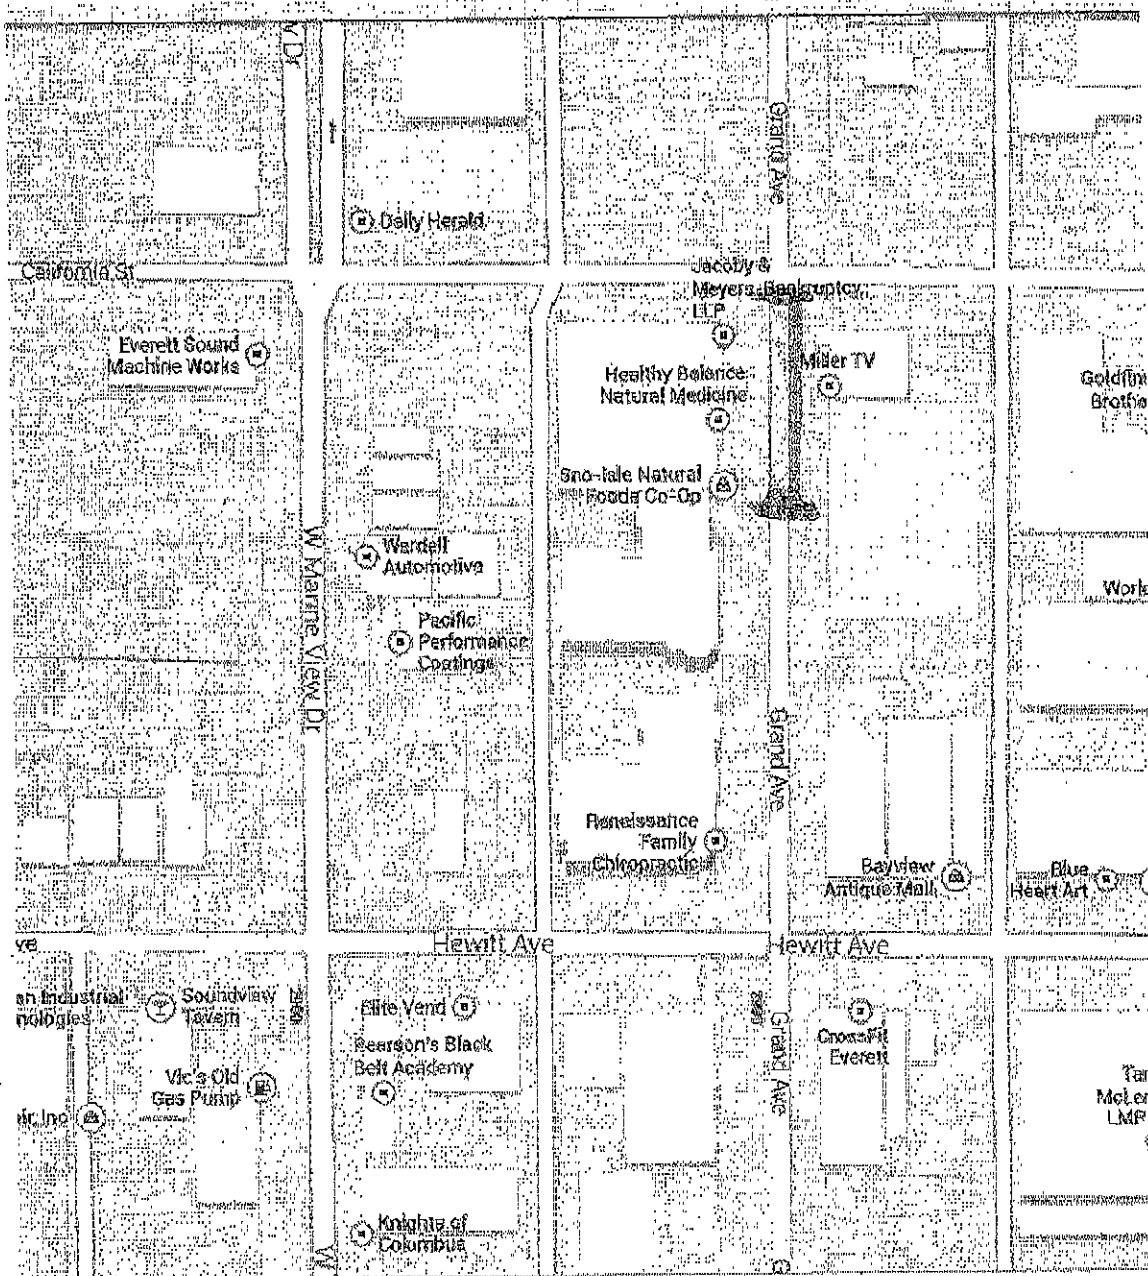 Grand Ave
Daily Herald
California St
Jacoby &
Meyers Bankruptcy
LLP
Everett Sound
Machine Works
Miller TV
Healthy Balance
Natural Medicine
Sno-Isle Natural
Foods Co-Op
Wardell
Automotive
W Marine View Dr
Pacific
Performance
Coatings
Grand Ave
Renaissance
Family
Chiropractic
Bayview
Antique Mall
Blue
Heart Art
Hewitt Ave
Hewitt Ave
Soundview
Tavern
Elite Vend
Pearson's Black
Belt Academy
Vic's Old
Gas Pump
CrossFit
Everett
Grand Ave
Knights of
Columbus